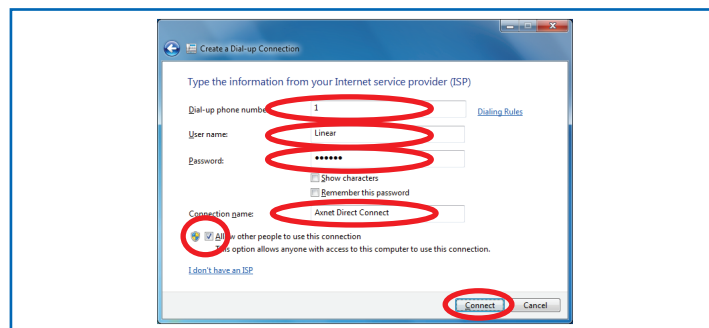 Create a Dial-up Connection
Type the information from your Internet service provider (ISP)
Dial-up phone number: 1 Dialing Rules
User name: Linear
Password: ••••••
Show characters
Remember this password
Connection name: Axnet Direct Connect
Allow other people to use this connection
This option allows anyone with access to this computer to use this connection.
I don't have an ISP
Connect Cancel